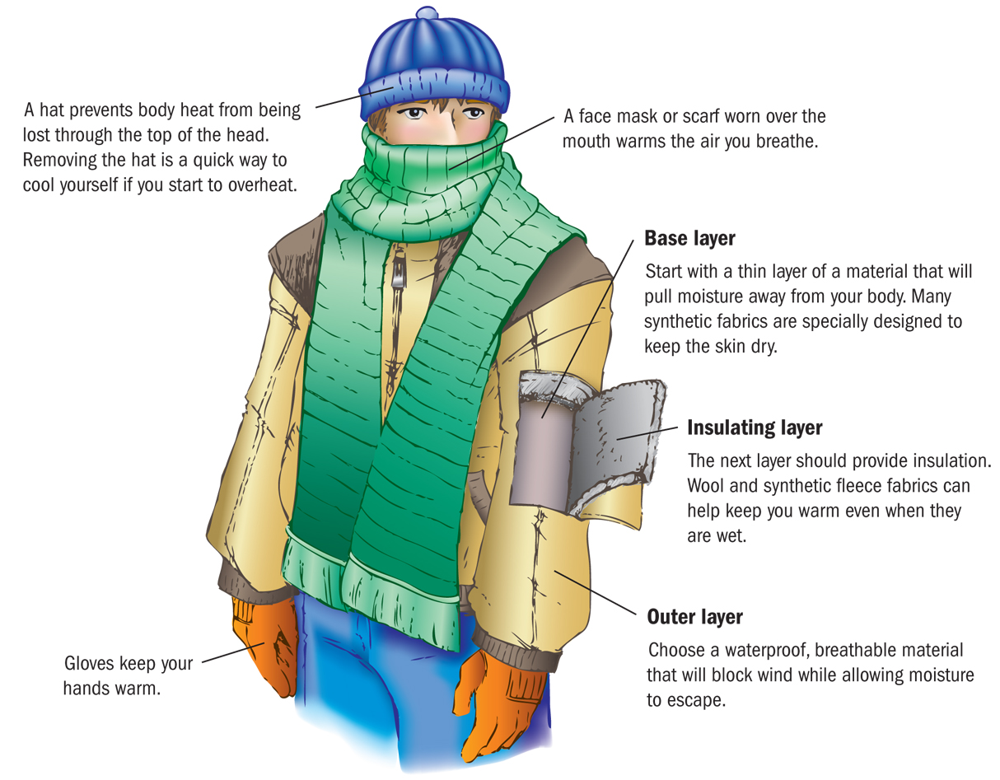 A hat prevents body heat from being
lost through the top of the head.
Removing the hat is a quick way to
cool yourself if you start to overheat.
A face mask or scarf worn over the
mouth warms the air you breathe.
Base layer
Start with a thin layer of a material that will
pull moisture away from your body. Many
synthetic fabrics are specially designed to
keep the skin dry.
Insulating layer
The next layer should provide insulation.
Wool and synthetic fleece fabrics can
help keep you warm even when they
are wet.
Outer layer
Choose a waterproof, breathable material
that will block wind while allowing moisture
to escape.
Gloves keep your
hands warm.